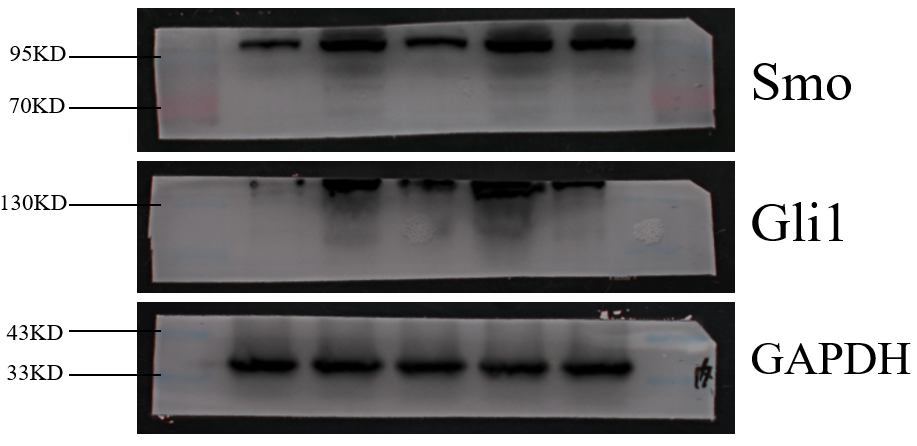 95KD
Smo
70KD
130KD
Gli1
43KD
GAPDH
33KD